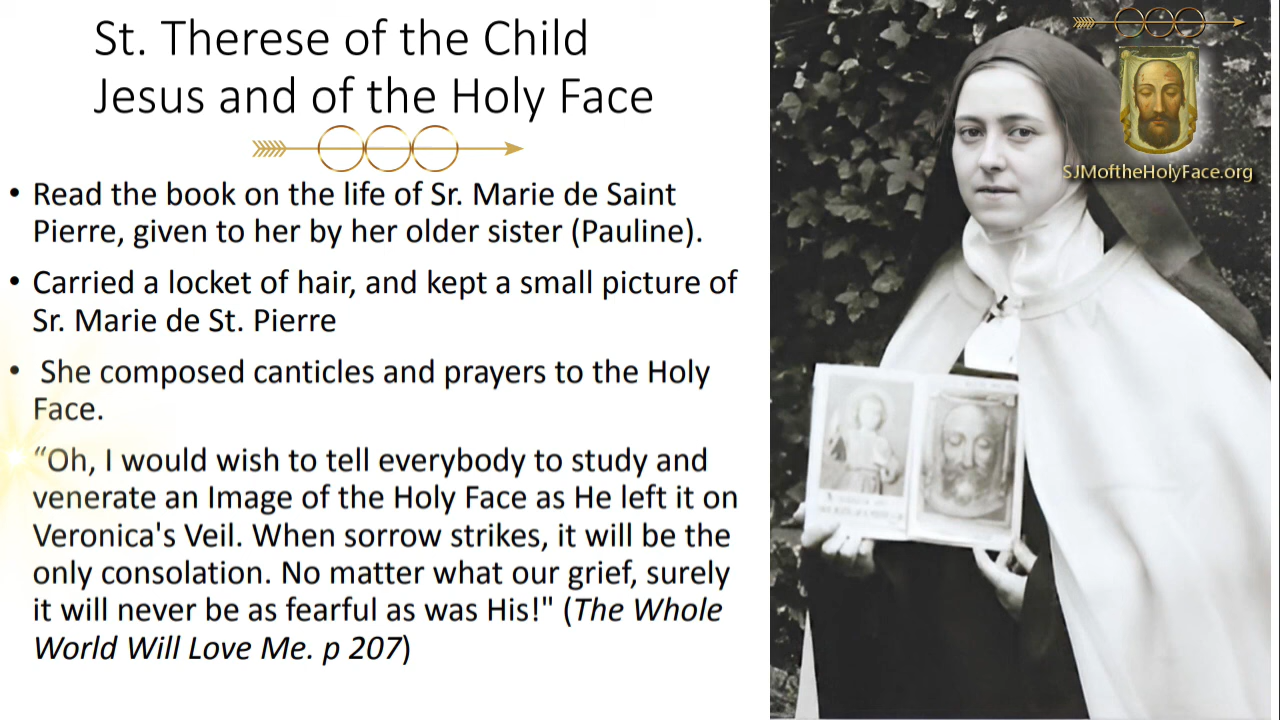 St. Therese of the Child
Jesus and of the Holy Face
• Read the book on the life of Sr. Marie de Saint
Pierre, given to her by her older sister (Pauline).
• Carried a locket of hair, and kept a small picture of
Sr. Marie de St. Pierre
• She composed canticles and prayers to the Holy
Face.
“Oh, I would wish to tell everybody to study and
venerate an Image of the Holy Face as He left it on
Veronica's Veil. When sorrow strikes, it will be the
only consolation. No matter what our grief, surely
it will never be as fearful as was His!" (The Whole
World Will Love Me. p 207)
SJMoftheHolyFace.org